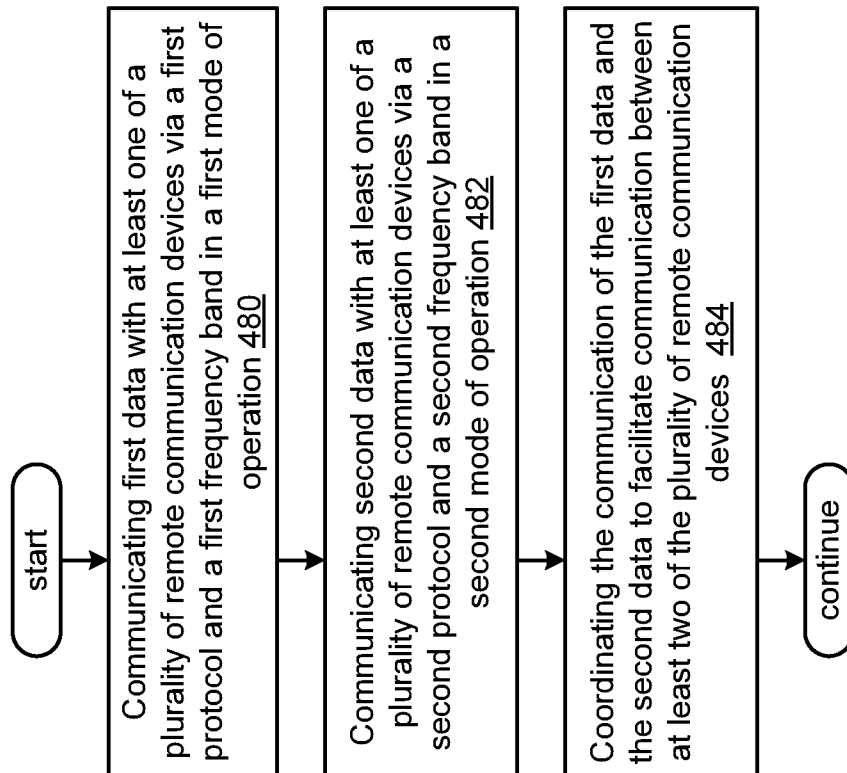 start
Communicating first data with at least one of a
plurality of remote communication devices via a first
protocol and a first frequency band in a first mode of
operation 480
Communicating second data with at least one of a
plurality of remote communication devices via a
second protocol and a second frequency band in a
second mode of operation 482
Coordinating the communication of the first data and
the second data to facilitate communication between
at least two of the plurality of remote communication
devices 484
continue